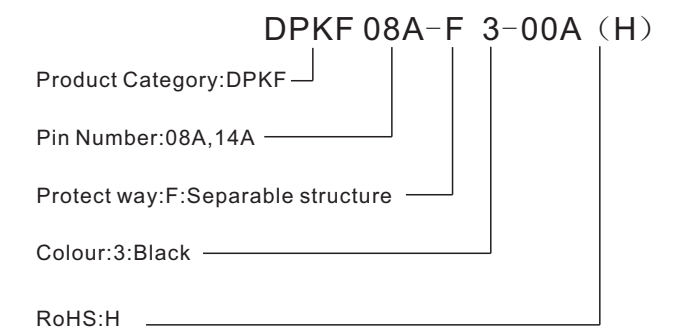 DPKF 08A-F 3-00A（H）
Product Category:DPKF
Pin Number:08A,14A
Protect way:F:Separable structure
Colour:3:Black
RoHS:H